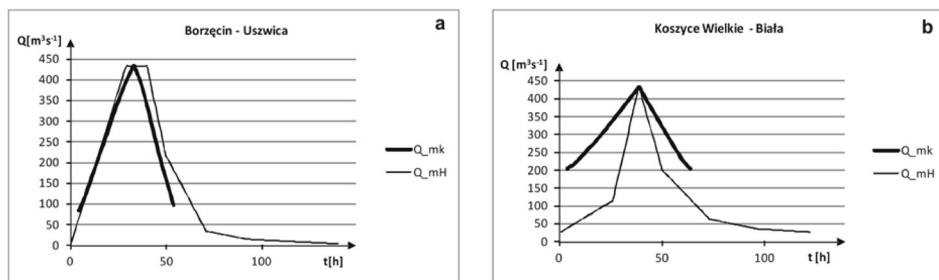 Borzęcin - Uszwica
a
Q[m³s⁻¹]
450
400
350
300
250
200
150
100
50
0
0
50
100
t[h]
Q_mk
Q_mH
Koszyce Wielkie - Biała
b
Q [m³s⁻¹]
450
400
350
300
250
200
150
100
50
0
0
50
100
t[h]
Q_mk
Q_mH